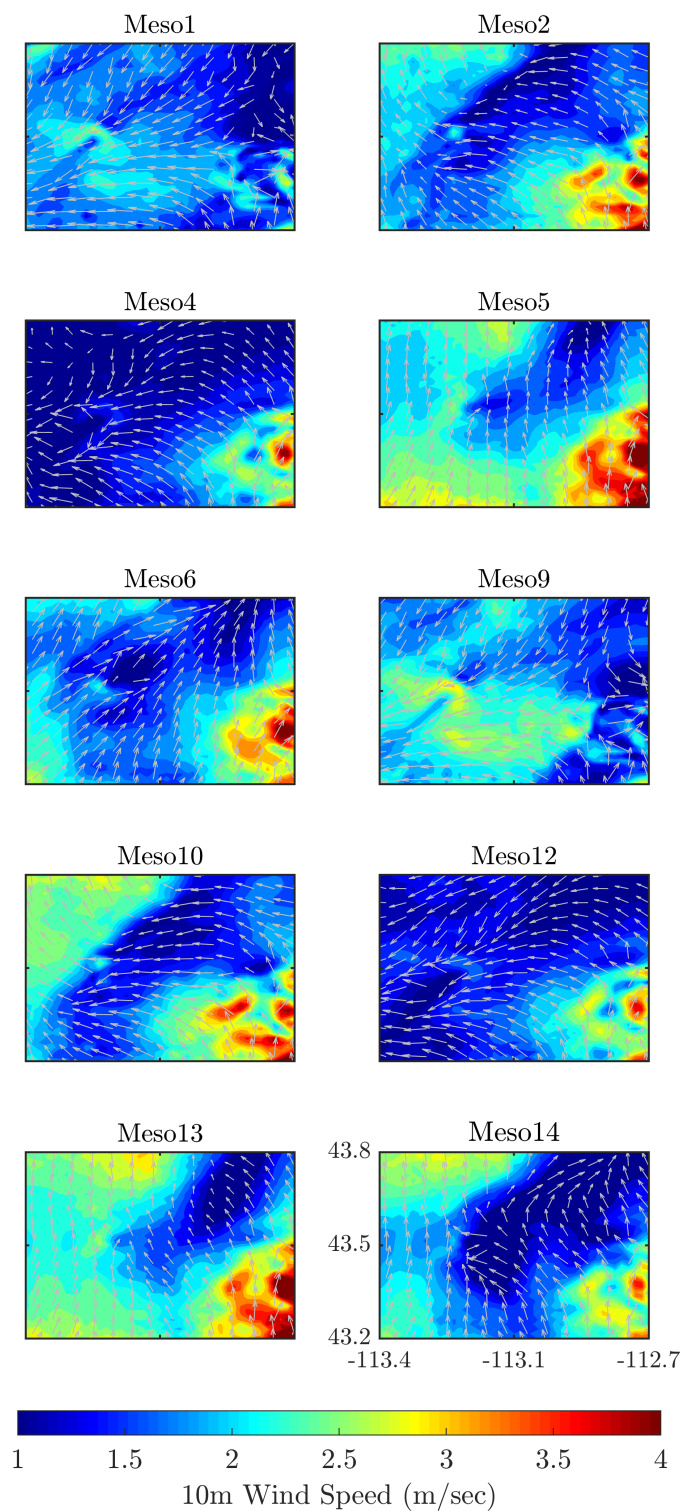 Meso1 Meso2
Meso4 Meso5
Meso6 Meso9
Meso10 Meso12
Meso13 Meso14
43.8
43.5
43.2
-113.4 -113.1 -112.7
1 1.5 2 2.5 3 3.5 4
10m Wind Speed (m/sec)